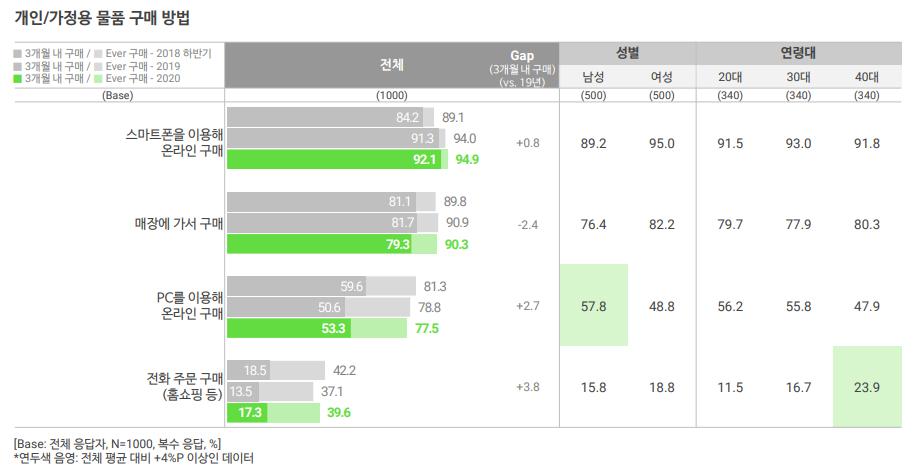 개인/가정용 물품 구매 방법
3개월 내 구매 / Ever 구매 - 2018 하반기
3개월 내 구매 / Ever 구매 - 2019
3개월 내 구매 / Ever 구매 - 2020
전체
Gap
(3개월 내 구매)
(vs. 19년)
성별
연령대
남성 여성 20대 30대 40대
(Base) (1000) (500) (500) (340) (340) (340)
스마트폰을 이용해
온라인 구매
84.2 89.1
91.3 94.0
92.1 94.9
+0.8 89.2 95.0 91.5 93.0 91.8
매장에 가서 구매
81.1 89.8
81.7 90.9
79.3 90.3
-2.4 76.4 82.2 79.7 77.9 80.3
PC를 이용해
온라인 구매
59.6 81.3
50.6 78.8
53.3 77.5
+2.7 57.8 48.8 56.2 55.8 47.9
전화 주문 구매
(홈쇼핑 등)
18.5 42.2
13.5 37.1
17.3 39.6
+3.8 15.8 18.8 11.5 16.7 23.9
[Base: 전체 응답자, N=1000, 복수 응답, %]
*연두색 음영: 전체 평균 대비 +4%P 이상인 데이터